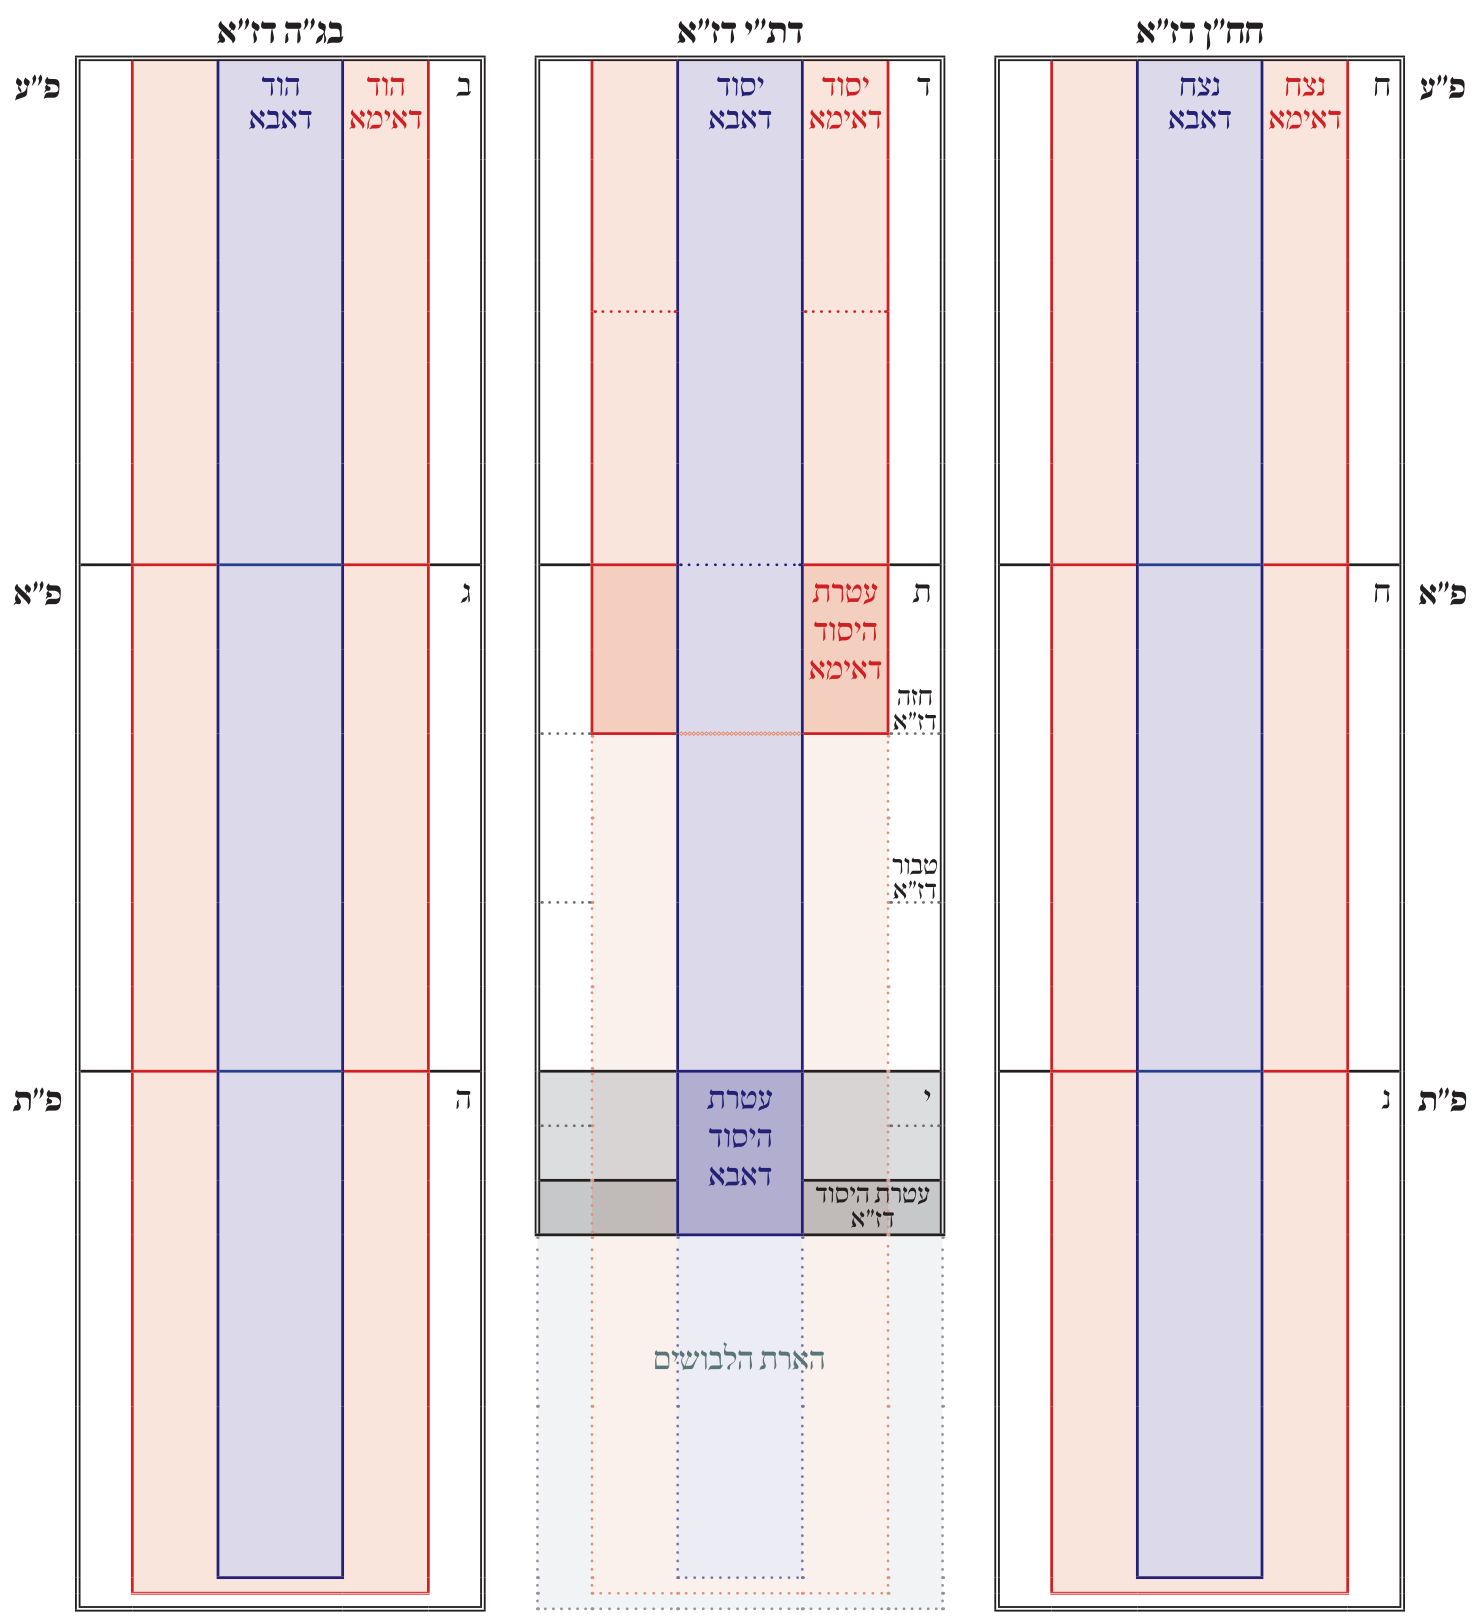 חח״ן דז״א
דת״י דז״א
בג״ה דז״א
פ״ע
ח
נצח
דאימא
נצח
דאבא
ד
יסוד
דאימא
יסוד
דאבא
ב
הוד
דאימא
הוד
דאבא
פ״ע
פ״א
ח
ת
עטרת
היסוד
דאימא
חזה
דז״א
טבור
דז״א
ג
פ״א
פ״ת
נ
י
עטרת
היסוד
דאבא
עטרת היסוד
דז״א
ה
פ״ת
הארת הלבושים